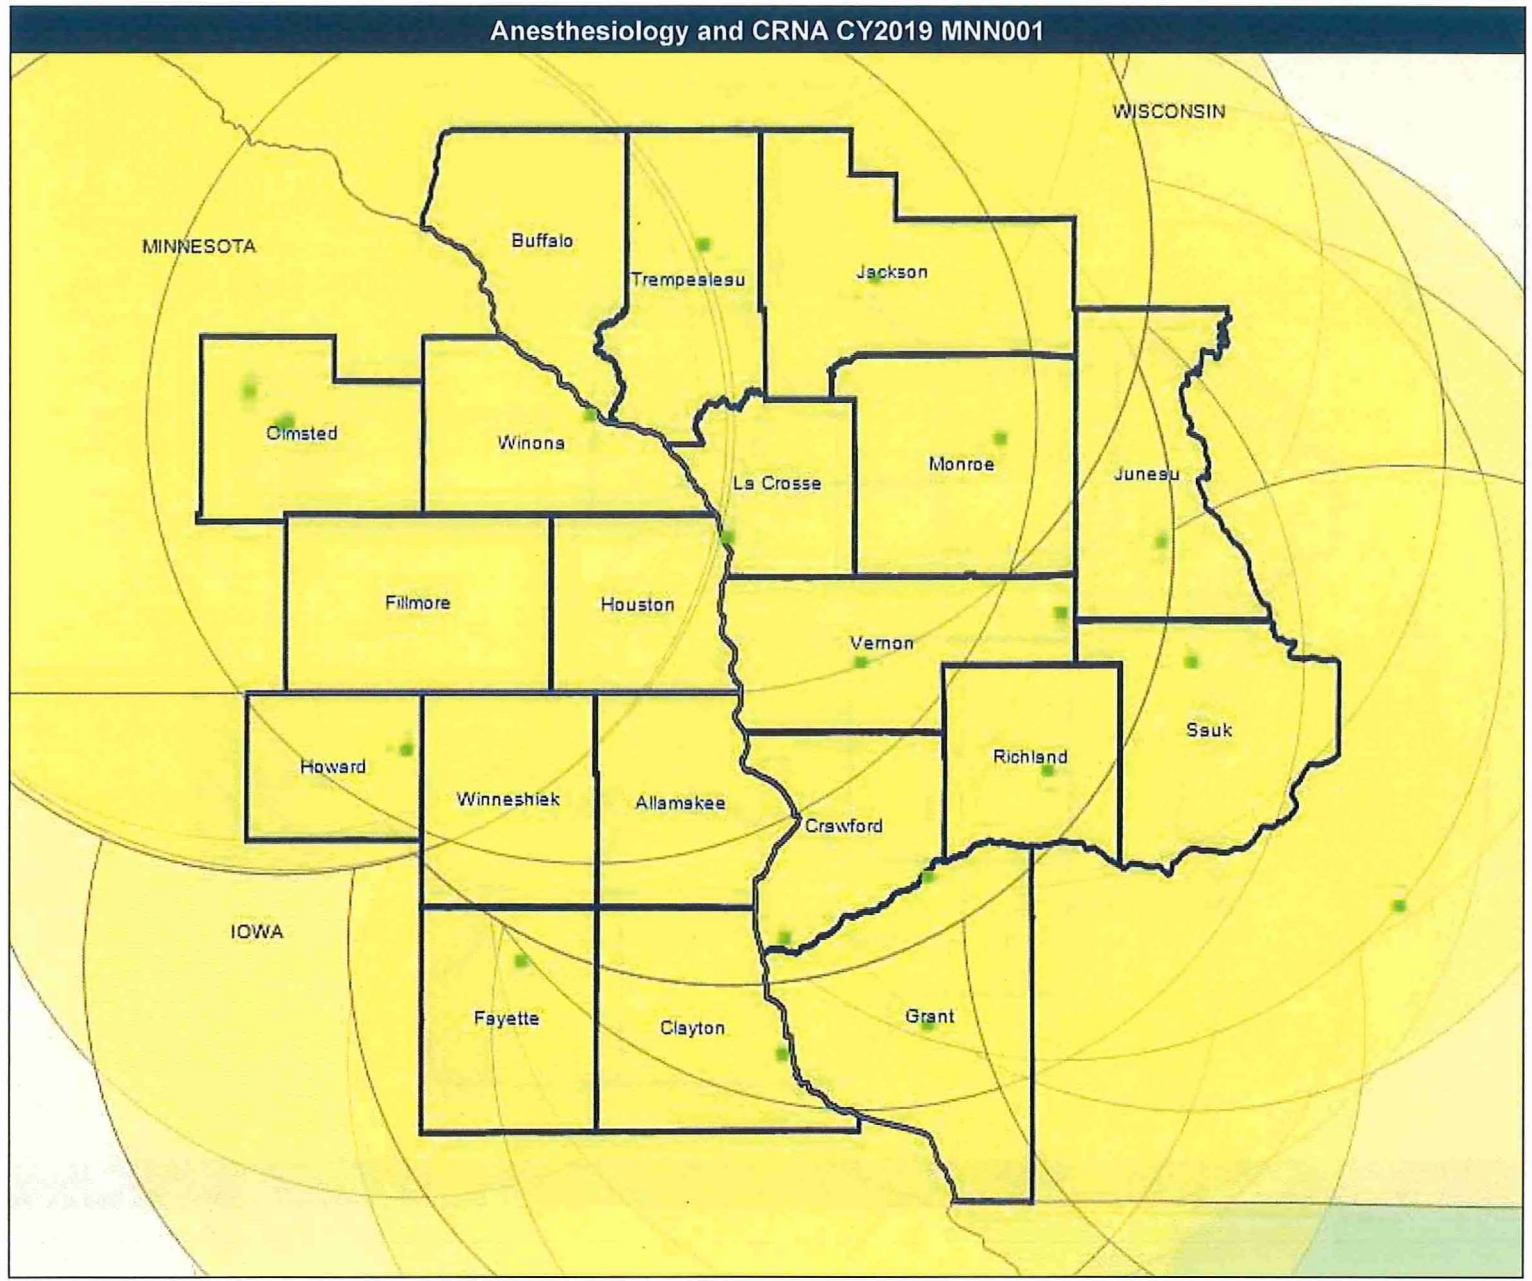 Anesthesiology and CRNA CY2019 MNN001
WISCONSIN
MINNESOTA
Buffalo
Trempealeau
Jackson
Olmsted
Winona
La Crosse
Monroe
Juneau
Fillmore
Houston
Vernon
Sauk
Richland
Howard
Winneshiek
Allamakee
Crawford
IOWA
Fayette
Clayton
Grant